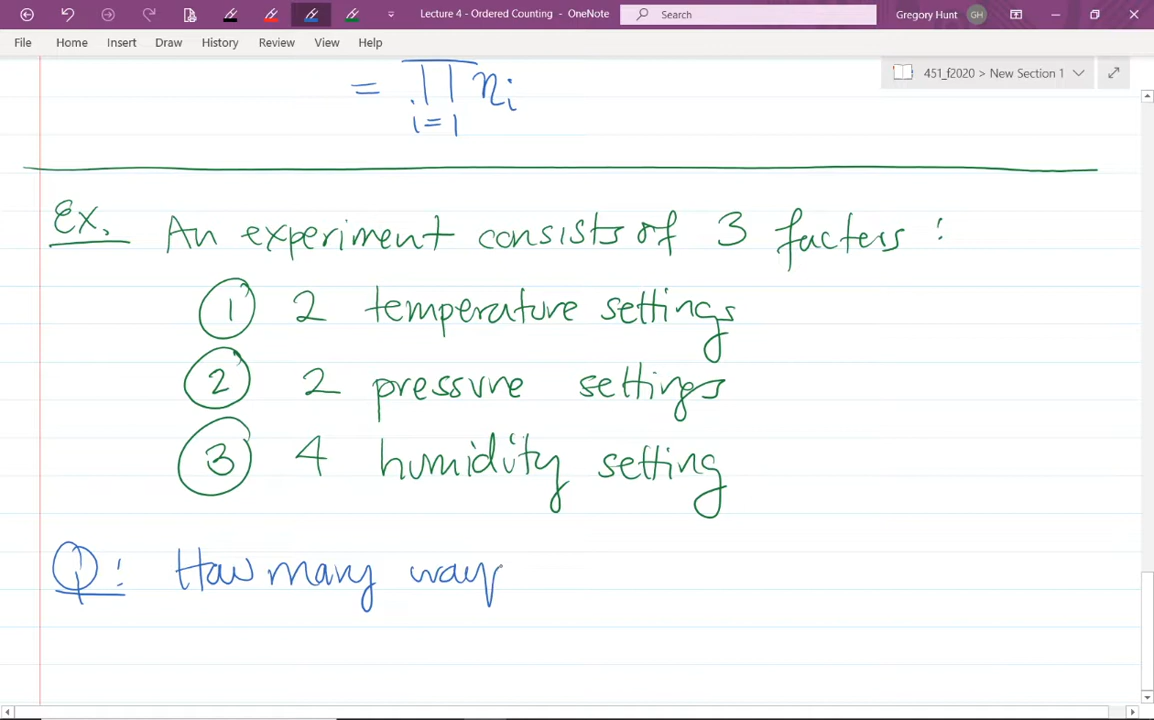 Lecture 4 - Ordered Counting - OneNote
Search
Gregory Hunt
GH
File Home Insert Draw History Review View Help
451_f2020 > New Section 1
= ∏ nᵢ
i=1
Ex. An experiment consists of 3 factors :
① 2 temperature settings
② 2 pressure settings
③ 4 humidity setting
Q: How many way